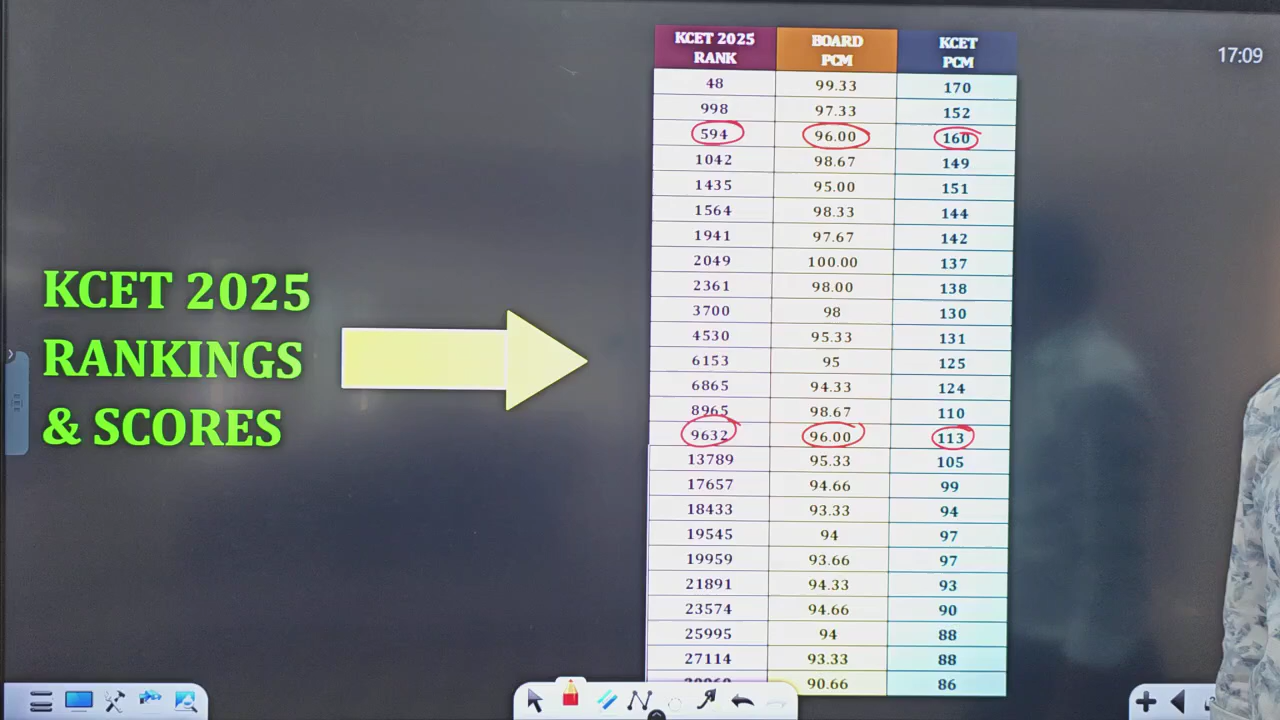 KCET 2025 RANK BOARD PCM KCET PCM
48 99.33 170
998 97.33 152
594 96.00 160
1042 98.67 149
1435 95.00 151
1564 98.33 144
1941 97.67 142
2049 100.00 137
2361 98.00 138
3700 98 130
4530 95.33 131
6153 95 125
6865 94.33 124
8965 98.67 110
9632 96.00 113
13789 95.33 105
17657 94.66 99
18433 93.33 94
19545 94 97
19959 93.66 97
21891 94.33 93
23574 94.66 90
25995 94 88
27114 93.33 88
90.66 86
17:09
KCET 2025
RANKINGS
& SCORES